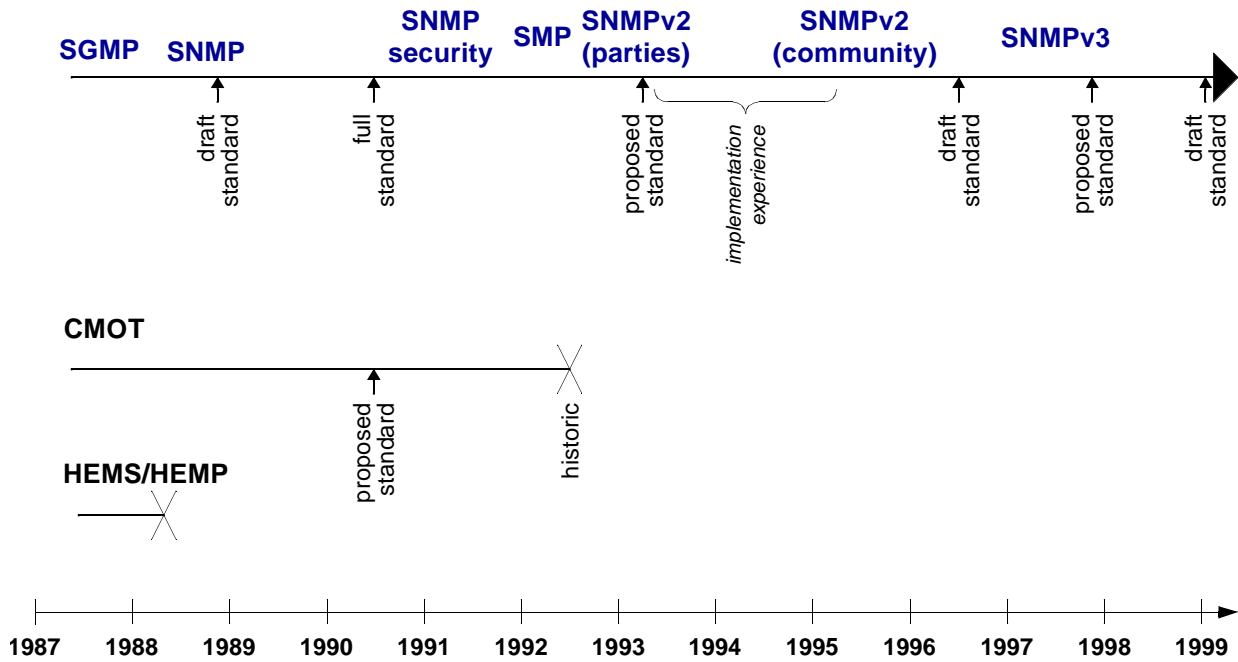 SGMP
SNMP
SNMP
security
SMP
SNMPv2
(parties)
SNMPv2
(community)
SNMPv3
draft
standard
full
standard
proposed
standard
implementation
experience
draft
standard
proposed
standard
draft
standard
CMOT
proposed
standard
historic
HEMS/HEMP
1987 1988 1989 1990 1991 1992 1993 1994 1995 1996 1997 1998 1999